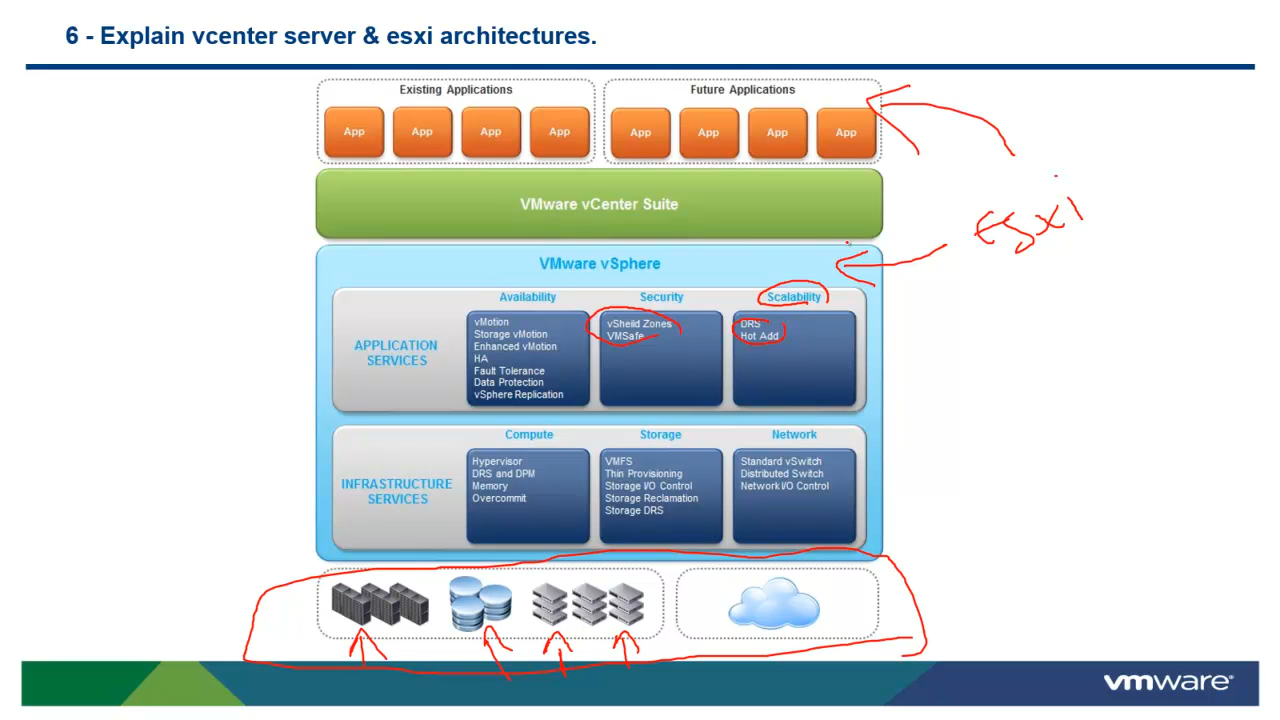 6 - Explain vcenter server & esxi architectures.
Existing Applications
Future Applications
App
App
App
App
App
App
App
App
VMware vCenter Suite
esxi
VMware vSphere
Availability
Security
Scalability
APPLICATION
SERVICES
vMotion
Storage vMotion
Enhanced vMotion
HA
Fault Tolerance
Data Protection
vSphere Replication
vSheild Zones
VMSafe
DRS
Hot Add
Compute
Storage
Network
INFRASTRUCTURE
SERVICES
Hypervisor
DRS and DPM
Memory
Overcommit
VMFS
Thin Provisioning
Storage I/O Control
Storage Reclamation
Storage DRS
Standard vSwitch
Distributed Switch
Network I/O Control
vmware®